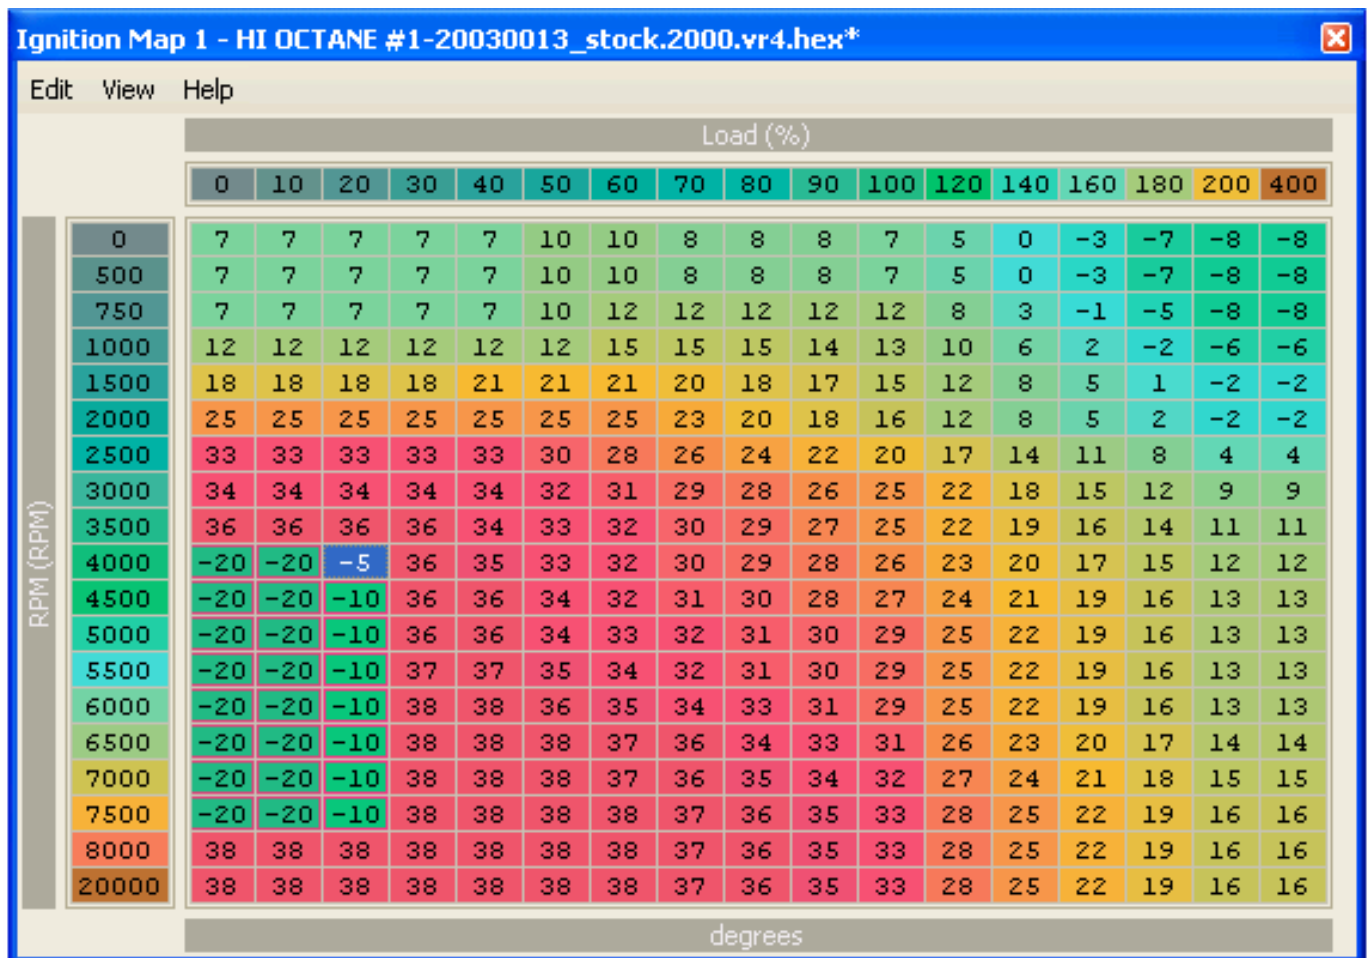 Ignition Map 1 - HI OCTANE #1-20030013_stock.2000.vr4.hex*
Edit View Help
Load (%)
0 10 20 30 40 50 60 70 80 90 100 120 140 160 180 200 400
RPM (RPM)
0 7 7 7 7 7 10 10 8 8 8 7 5 0 -3 -7 -8 -8
500 7 7 7 7 7 10 10 8 8 8 7 5 0 -3 -7 -8 -8
750 7 7 7 7 7 10 12 12 12 12 12 8 3 -1 -5 -8 -8
1000 12 12 12 12 12 12 15 15 15 14 13 10 6 2 -2 -6 -6
1500 18 18 18 18 21 21 21 20 18 17 15 12 8 5 1 -2 -2
2000 25 25 25 25 25 25 25 23 20 18 16 12 8 5 2 -2 -2
2500 33 33 33 33 33 30 28 26 24 22 20 17 14 11 8 4 4
3000 34 34 34 34 34 32 31 29 28 26 25 22 18 15 12 9 9
3500 36 36 36 36 34 33 32 30 29 27 25 22 19 16 14 11 11
4000 -20 -20 -5 36 35 33 32 30 29 28 26 23 20 17 15 12 12
4500 -20 -20 -10 36 36 34 32 31 30 28 27 24 21 19 16 13 13
5000 -20 -20 -10 36 36 34 33 32 31 30 29 25 22 19 16 13 13
5500 -20 -20 -10 37 37 35 34 32 31 30 29 25 22 19 16 13 13
6000 -20 -20 -10 38 38 36 35 34 33 31 29 25 22 19 16 13 13
6500 -20 -20 -10 38 38 38 37 36 34 33 31 26 23 20 17 14 14
7000 -20 -20 -10 38 38 38 37 36 35 34 32 27 24 21 18 15 15
7500 -20 -20 -10 38 38 38 38 37 36 35 33 28 25 22 19 16 16
8000 38 38 38 38 38 38 38 37 36 35 33 28 25 22 19 16 16
20000 38 38 38 38 38 38 38 37 36 35 33 28 25 22 19 16 16
degrees